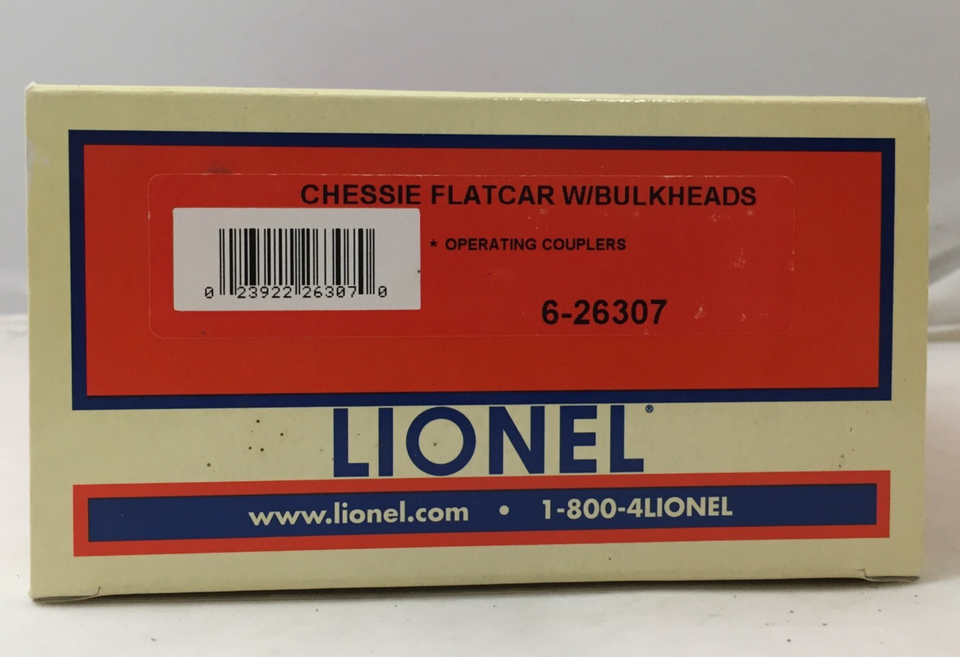 CHESSIE FLATCAR W/BULKHEADS
* OPERATING COUPLERS
0 23922 26307 0
6-26307
LIONEL®
www.lionel.com • 1-800-4LIONEL